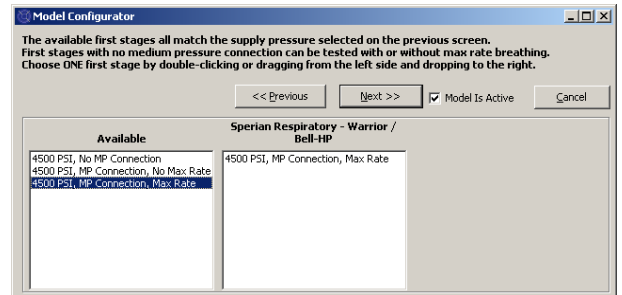 Model Configurator
The available first stages all match the supply pressure selected on the previous screen.
First stages with no medium pressure connection can be tested with or without max rate breathing.
Choose ONE first stage by double-clicking or dragging from the left side and dropping to the right.
<< Previous
Next >>
Model Is Active
Cancel
Available
Sperian Respiratory - Warrior /
Bell-HP
4500 PSI, No MP Connection
4500 PSI, MP Connection, No Max Rate
4500 PSI, MP Connection, Max Rate
4500 PSI, MP Connection, Max Rate